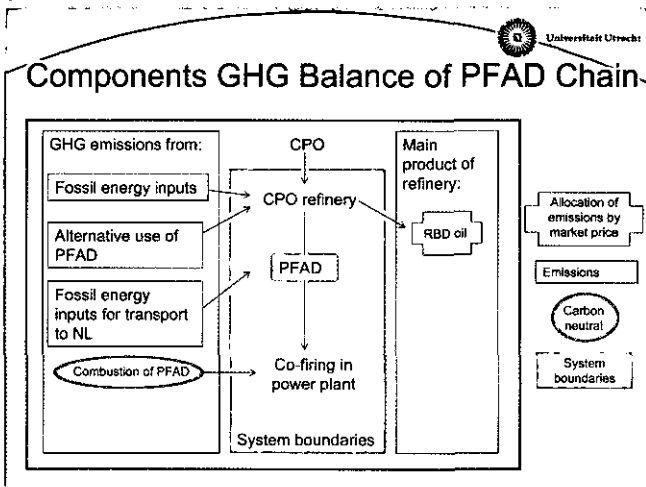 Universiteit Utrecht
Components GHG Balance of PFAD Chain
GHG emissions from:
Fossil energy inputs
Alternative use of
PFAD
Fossil energy
inputs for transport
to NL
Combustion of PFAD
CPO
CPO refinery
PFAD
Co-firing in
power plant
System boundaries
Main
product of
refinery:
RBD oil
Allocation of
emissions by
market price
Emissions
Carbon
neutral
System
boundaries